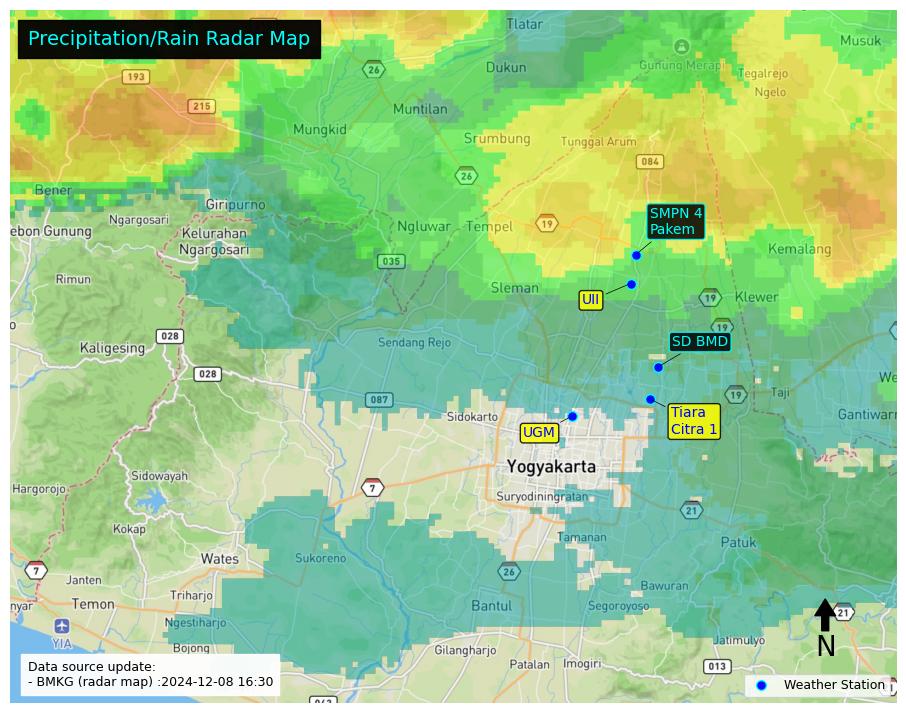 Precipitation/Rain Radar Map
Tlatar
Musuk
26
Dukun
Gunung Merapi
Tegalrejo
193
Ngelo
215
Muntilan
Mungkid
Srumbung
Tunggal Arum
084
26
Bener
Giripurno
SMPN 4
Pakem
Ngargosari
Ngluwar
Tempel
ebon Gunung
Kelurahan
Ngargosari
Kemalang
035
Rimun
Sleman
UII
19
Klewer
19
028
Kaligesing
Sendang Rejo
SD BMD
028
We
087
19
Taji
Sidokarto
Tiara
Citra 1
Gantiwarn
UGM
Yogyakarta
Sidowayah
Hargorojo
7
Suryodiningratan
21
Kokap
Tamanan
Patuk
Wates
Sukoreno
7
26
Janten
Bawuran
Temon
Triharjo
Bantul
Segoroyoso
nyar
21
Ngestiharjo
N
YIA
Jatimulyo
Bojong
Gilangharjo
Patalan
Imogiri
013
Data source update:
- BMKG (radar map) :2024-12-08 16:30
Weather Station